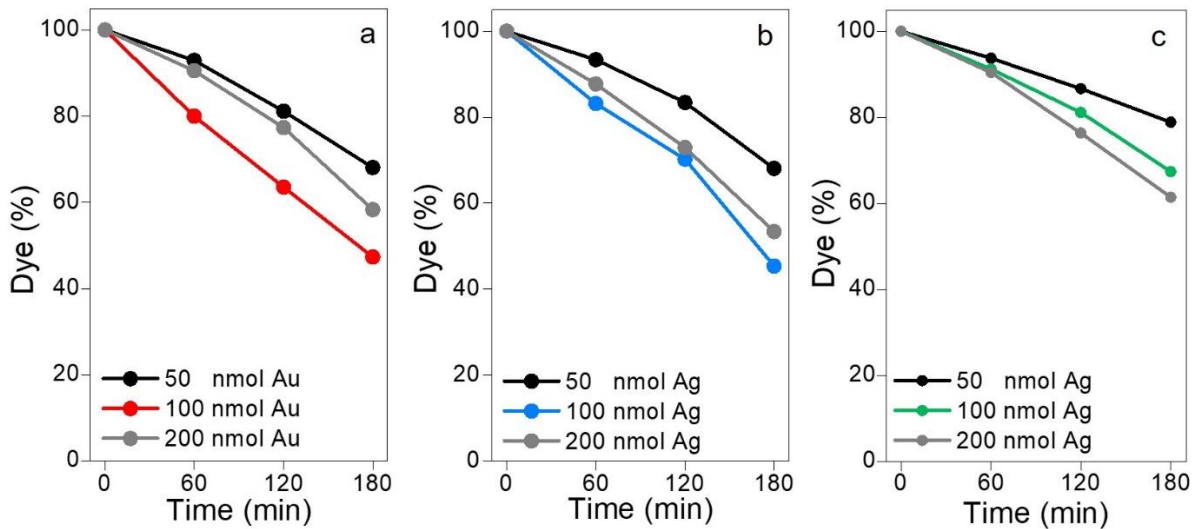 a
100
80
60
40
20
0
Dye (%)
50 nmol Au
100 nmol Au
200 nmol Au
0 60 120 180
Time (min)
b
100
80
60
40
20
0
Dye (%)
50 nmol Ag
100 nmol Ag
200 nmol Ag
0 60 120 180
Time (min)
c
100
80
60
40
20
0
Dye (%)
50 nmol Ag
100 nmol Ag
200 nmol Ag
0 60 120 180
Time (min)